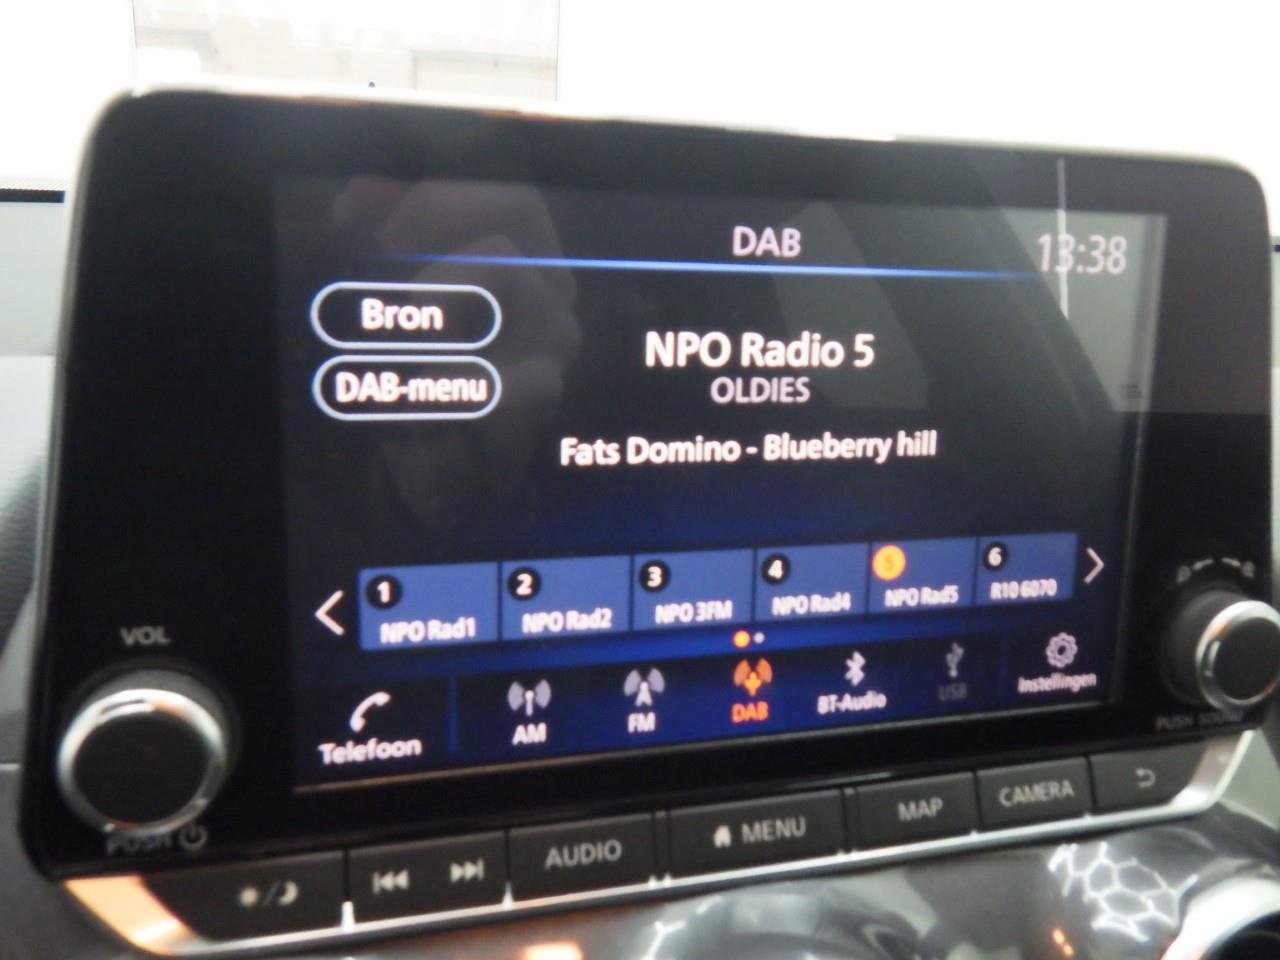 DAB
13:38
Bron
DAB-menu
NPO Radio 5
OLDIES
Fats Domino - Blueberry hill
1 NPO Rad1
2 NPO Rad2
3 NPO 3FM
4 NPO Rad4
5 NPO Rad5
6 R10 6070
Telefoon
AM
FM
DAB
BT-Audio
USB
Instellingen
VOL
PUSH
PUSH SOUND
AUDIO
MENU
MAP
CAMERA